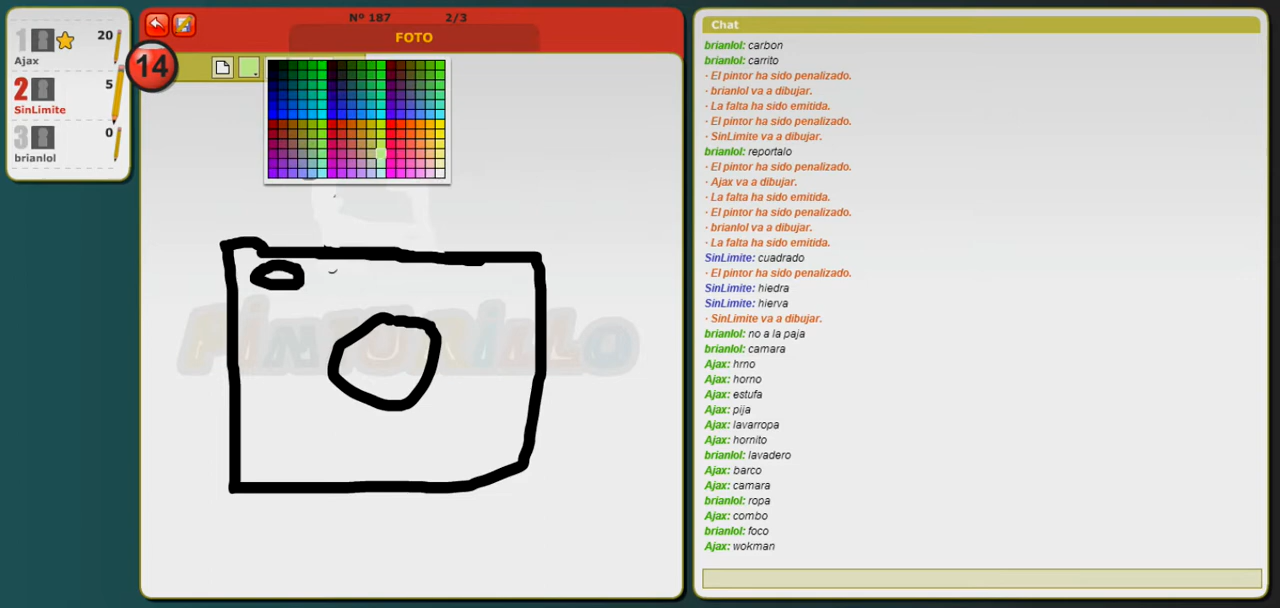 1 20
Ajax
2 5
SinLimite
3 0
brianlol
14
Nº 187 2/3
FOTO
PINTURILLO
Chat
brianlol: carbon
brianlol: carrito
· El pintor ha sido penalizado.
· brianlol va a dibujar.
· La falta ha sido emitida.
· El pintor ha sido penalizado.
· SinLimite va a dibujar.
brianlol: reportalo
· El pintor ha sido penalizado.
· Ajax va a dibujar.
· La falta ha sido emitida.
· El pintor ha sido penalizado.
· brianlol va a dibujar.
· La falta ha sido emitida.
SinLimite: cuadrado
· El pintor ha sido penalizado.
SinLimite: hiedra
SinLimite: hierva
· SinLimite va a dibujar.
brianlol: no a la paja
brianlol: camara
Ajax: hrno
Ajax: horno
Ajax: estufa
Ajax: pija
Ajax: lavarropa
Ajax: hornito
brianlol: lavadero
Ajax: barco
Ajax: camara
brianlol: ropa
Ajax: combo
brianlol: foco
Ajax: wokman